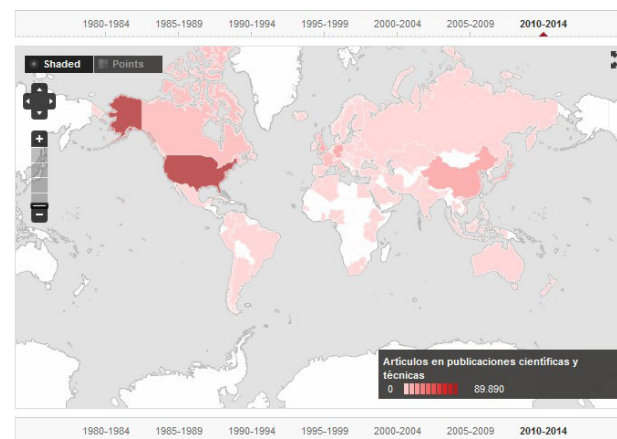 1980-1984 1985-1989 1990-1994 1995-1999 2000-2004 2005-2009 2010-2014
Shaded Points
+
−
Artículos en publicaciones científicas y
técnicas
0 89.890
1980-1984 1985-1989 1990-1994 1995-1999 2000-2004 2005-2009 2010-2014